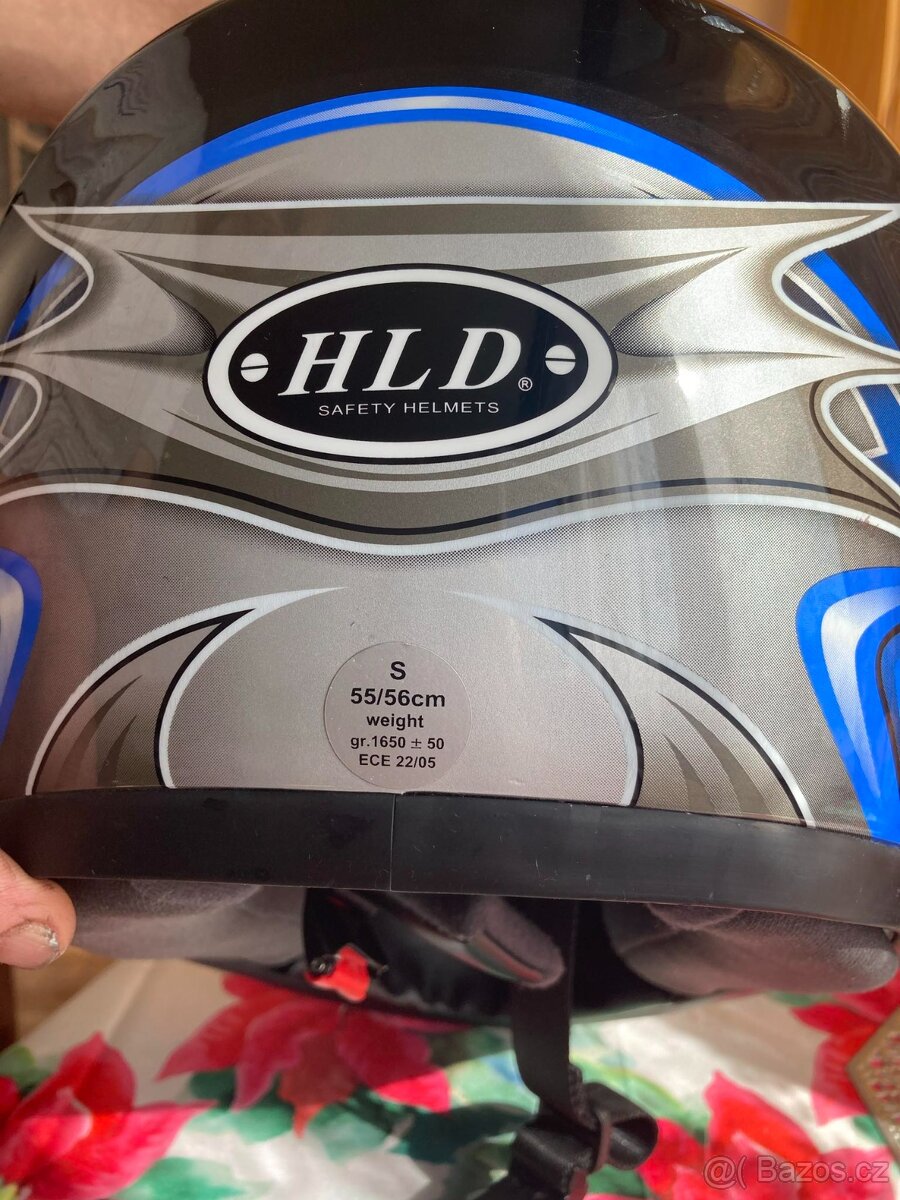 HLD®
SAFETY HELMETS
S
55/56cm
weight
gr.1650 ± 50
ECE 22/05
@( Bazos.cz